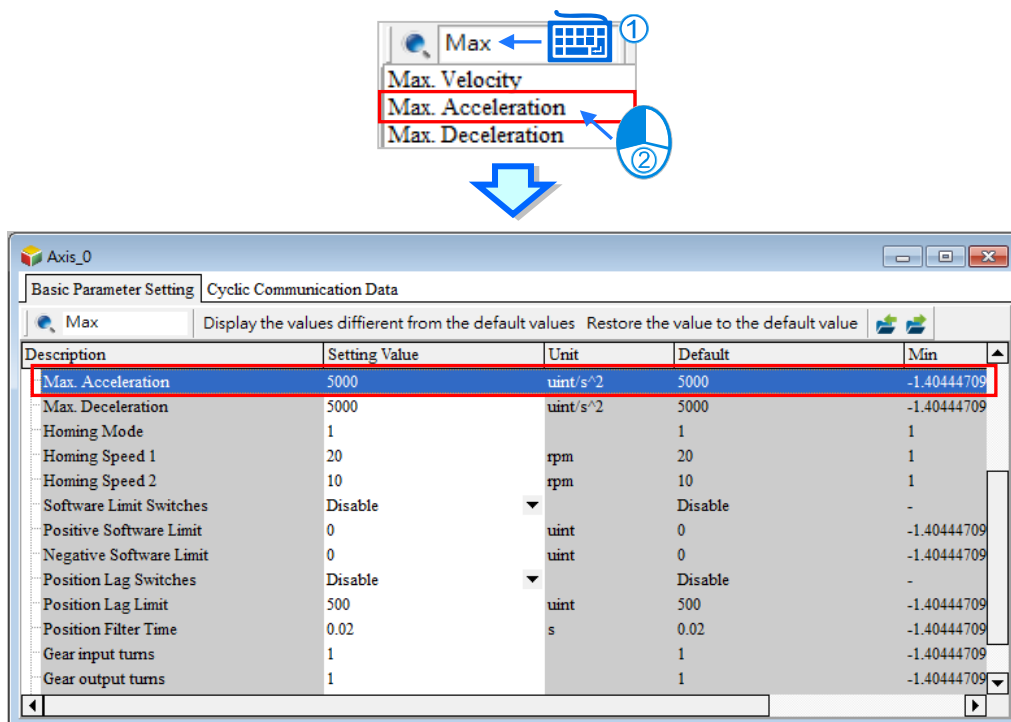 Max ①
Max. Velocity
Max. Acceleration
Max. Deceleration
②
Axis_0
Basic Parameter Setting Cyclic Communication Data
Max Display the values diffierent from the default values Restore the value to the default value
Description Setting Value Unit Default Min
Max. Acceleration 5000 uint/s^2 5000 -1.40444709
Max. Deceleration 5000 uint/s^2 5000 -1.40444709
Homing Mode 1 1 1
Homing Speed 1 20 rpm 20 1
Homing Speed 2 10 rpm 10 1
Software Limit Switches Disable Disable -
Positive Software Limit 0 uint 0 -1.40444709
Negative Software Limit 0 uint 0 -1.40444709
Position Lag Switches Disable Disable -
Position Lag Limit 500 uint 500 -1.40444709
Position Filter Time 0.02 s 0.02 -1.40444709
Gear input turns 1 1 -1.40444709
Gear output turns 1 1 -1.40444709